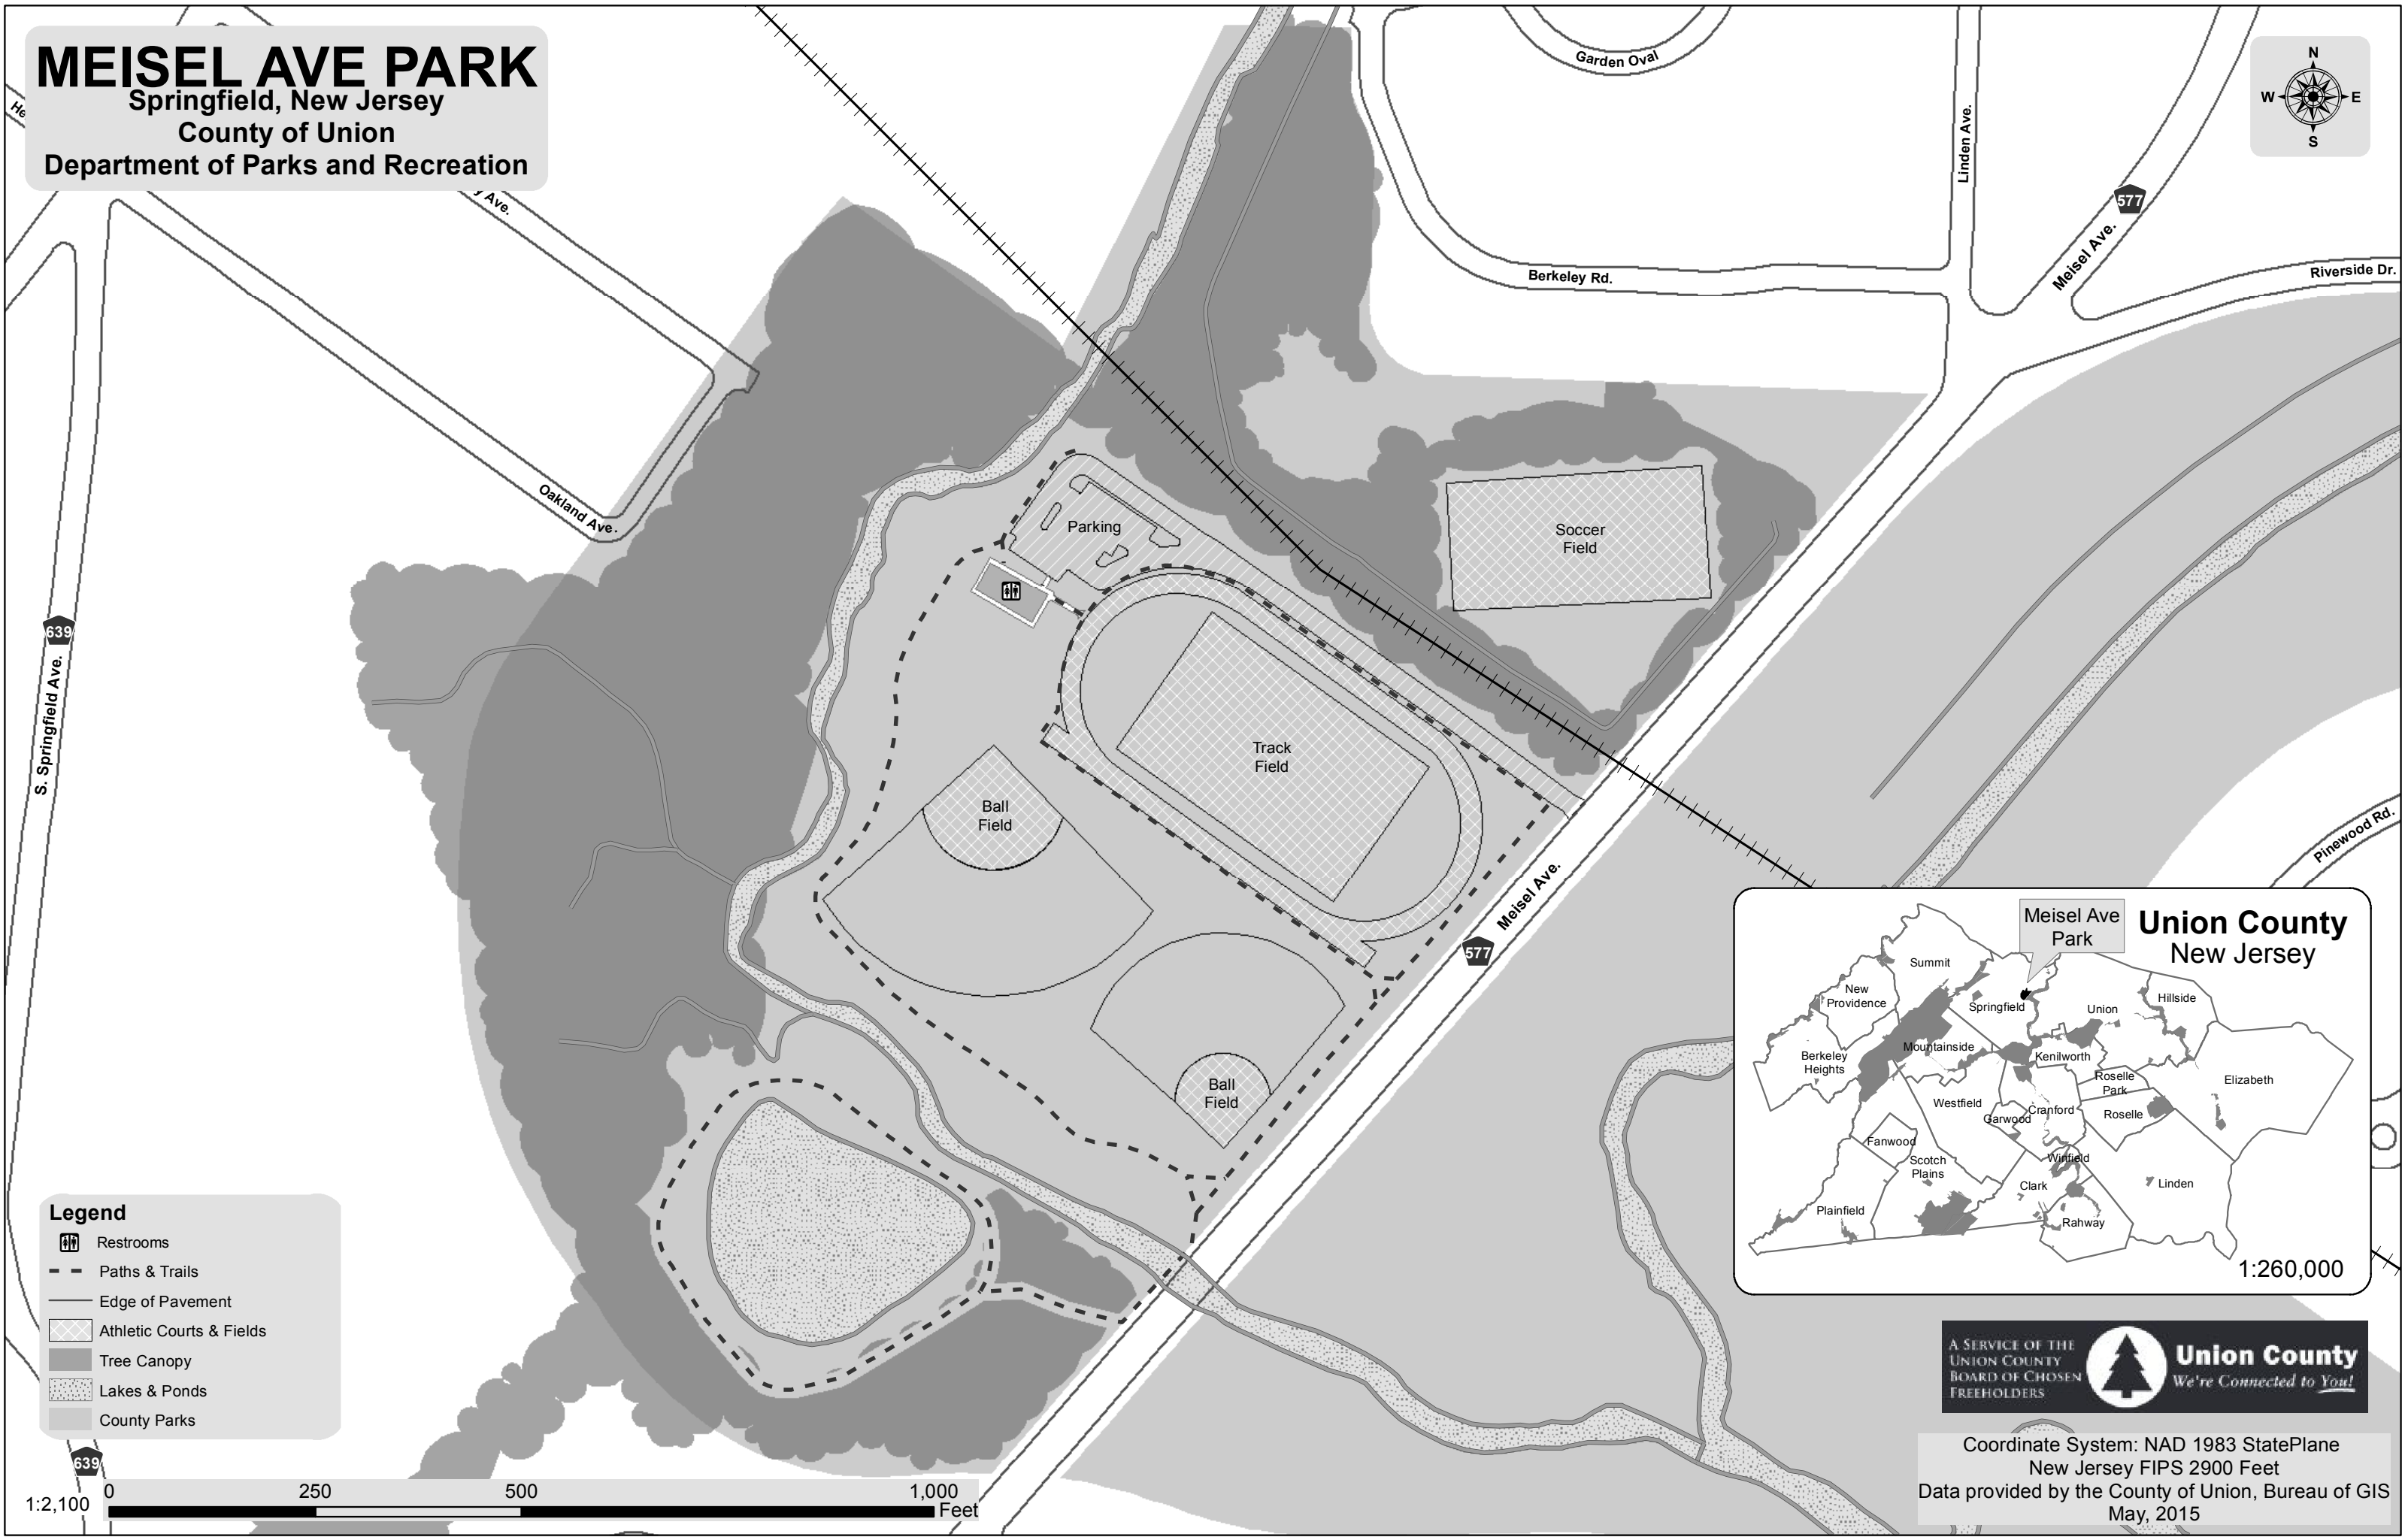 MEISEL AVE PARK
Springfield, New Jersey
County of Union
Department of Parks and Recreation
Garden Oval
N
W
E
S
Linden Ave.
577
Meisel Ave.
Riverside Dr.
Berkeley Rd.
Ave.
Oakland Ave.
639
S. Springfield Ave.
Parking
Soccer
Field
Track
Field
Ball
Field
Ball
Field
Meisel Ave.
577
Pinewood Rd.
Meisel Ave
Park
Union County
New Jersey
Summit
New
Providence
Springfield
Union
Hillside
Berkeley
Heights
Mountainside
Kenilworth
Roselle
Park
Elizabeth
Westfield
Garwood
Cranford
Roselle
Fanwood
Scotch
Plains
Winfield
Clark
Linden
Plainfield
Rahway
1:260,000
Legend
Restrooms
Paths & Trails
Edge of Pavement
Athletic Courts & Fields
Tree Canopy
Lakes & Ponds
County Parks
639
1:2,100
0 250 500 1,000
Feet
A SERVICE OF THE
UNION COUNTY
BOARD OF CHOSEN
FREEHOLDERS
Union County
We're Connected to You!
Coordinate System: NAD 1983 StatePlane
New Jersey FIPS 2900 Feet
Data provided by the County of Union, Bureau of GIS
May, 2015